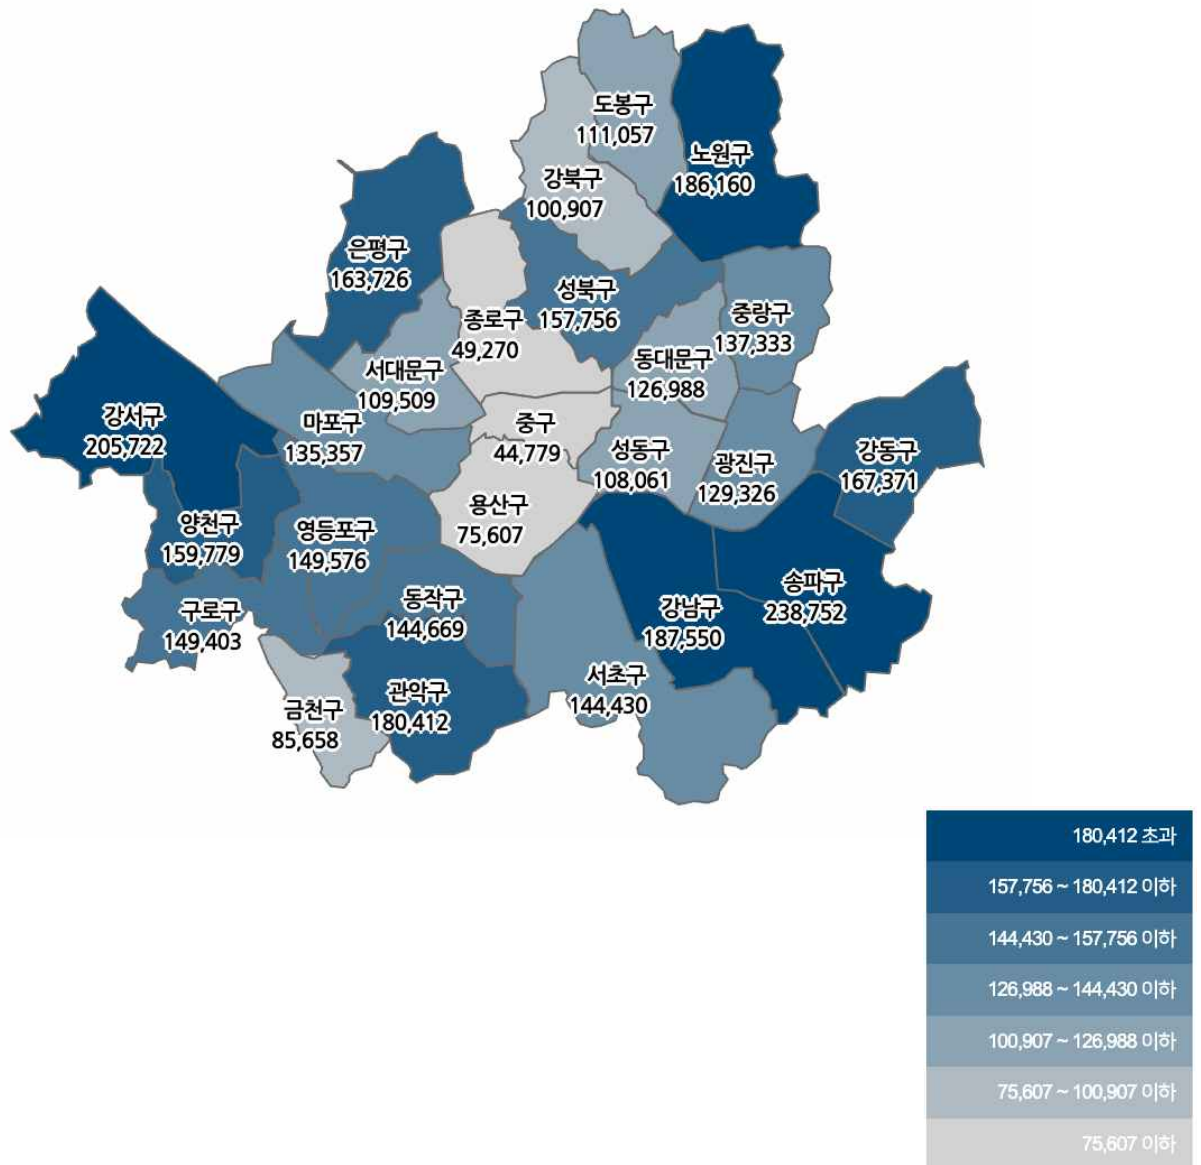 도봉구
111,057
노원구
186,160
강북구
100,907
은평구
163,726
성북구
157,756
종로구
49,270
중랑구
137,333
서대문구
109,509
동대문구
126,988
강서구
205,722
마포구
135,357
중구
44,779
성동구
108,061
광진구
129,326
강동구
167,371
양천구
159,779
영등포구
149,576
용산구
75,607
구로구
149,403
동작구
144,669
강남구
187,550
송파구
238,752
금천구
85,658
관악구
180,412
서초구
144,430
180,412 초과
157,756 ~ 180,412 이하
144,430 ~ 157,756 이하
126,988 ~ 144,430 이하
100,907 ~ 126,988 이하
75,607 ~ 100,907 이하
75,607 이하